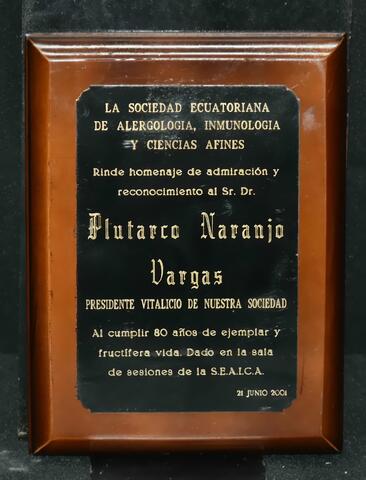 LA SOCIEDAD ECUATORIANA
DE ALERGOLOGIA, INMUNOLOGIA
Y CIENCIAS AFINES
Rinde homenaje de admiración y
reconocimiento al Sr. Dr.
Plutarco Naranjo
Vargas
PRESIDENTE VITALICIO DE NUESTRA SOCIEDAD
Al cumplir 80 años de ejemplar y
fructífera vida. Dado en la sala
de sesiones de la S.E.A.I.C.A.
21 JUNIO 2001